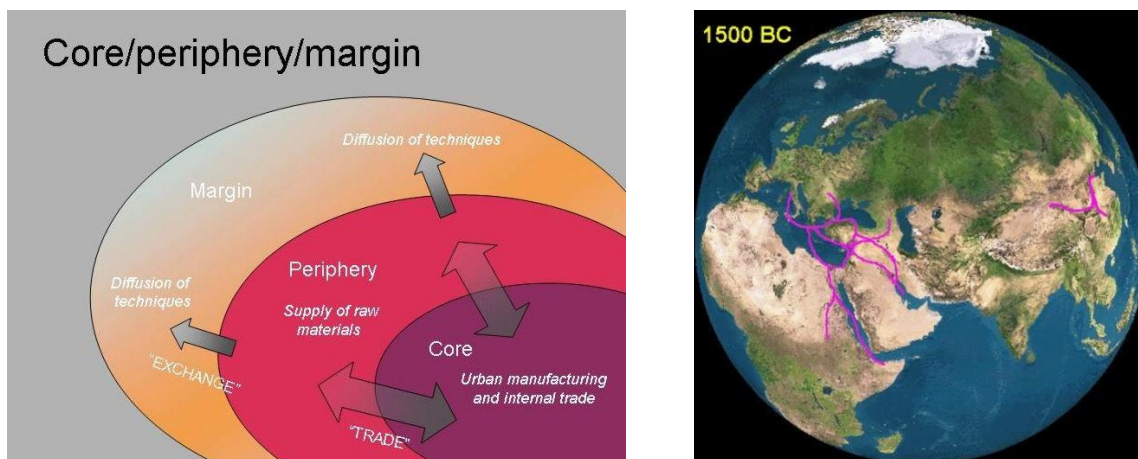 Core/periphery/margin
Diffusion of techniques
Margin
Periphery
Diffusion of
techniques
Supply of raw
materials
Core
"EXCHANGE"
Urban manufacturing
and internal trade
"TRADE"
1500 BC